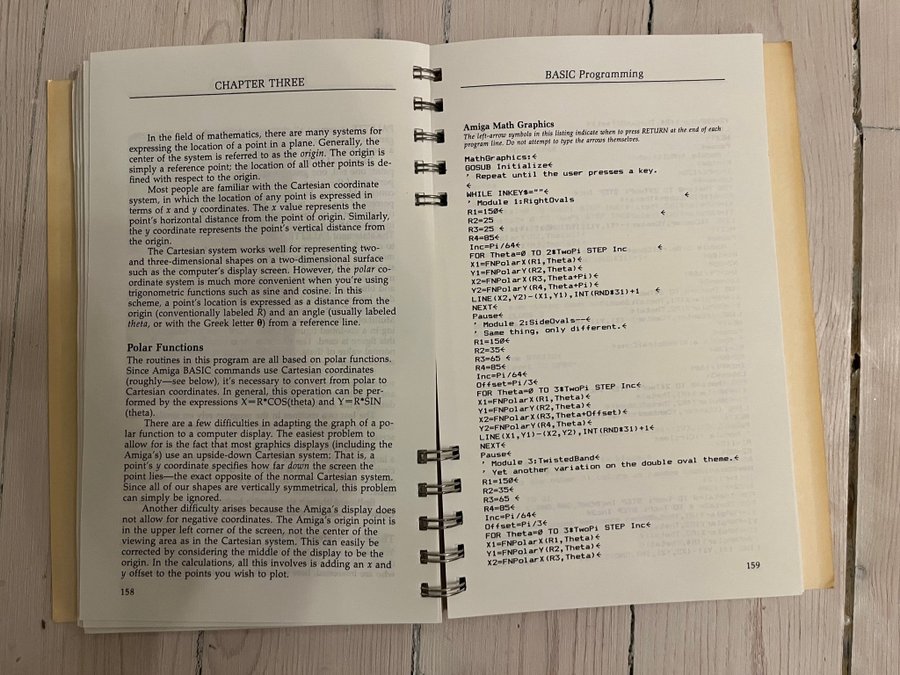 CHAPTER THREE
In the field of mathematics, there are many systems for
expressing the location of a point in a plane. Generally, the
center of the system is referred to as the origin. The origin is
simply a reference point; the location of all other points is de-
fined with respect to the origin.
Most people are familiar with the Cartesian coordinate
system, in which the location of any point is expressed in
terms of x and y coordinates. The x value represents the
point's horizontal distance from the point of origin. Similarly,
the y coordinate represents the point's vertical distance from
the origin.
The Cartesian system works well for representing two-
and three-dimensional shapes on a two-dimensional surface
such as the computer's display screen. However, the polar co-
ordinate system is much more convenient when you're using
trigonometric functions such as sine and cosine. In this
scheme, a point's location is expressed as a distance from the
origin (conventionally labeled R) and an angle (usually labeled
theta, or with the Greek letter θ) from a reference line.
Polar Functions
The routines in this program are all based on polar functions.
Since Amiga BASIC commands use Cartesian coordinates
(roughly—see below), it's necessary to convert from polar to
Cartesian coordinates. In general, this operation can be per-
formed by the expressions X=R*COS(theta) and Y=R*SIN
(theta).
There are a few difficulties in adapting the graph of a po-
lar function to a computer display. The easiest problem to
allow for is the fact that most graphics displays (including the
Amiga's) use an upside-down Cartesian system: That is, a
point's y coordinate specifies how far down the screen the
point lies—the exact opposite of the normal Cartesian system.
Since all of our shapes are vertically symmetrical, this problem
can simply be ignored.
Another difficulty arises because the Amiga's display does
not allow for negative coordinates. The Amiga's origin point is
in the upper left corner of the screen, not the center of the
viewing area as in the Cartesian system. This can easily be
corrected by considering the middle of the display to be the
origin. In the calculations, all this involves is adding an x and
y offset to the points you wish to plot.
158
BASIC Programming
Amiga Math Graphics
The left-arrow symbols in this listing indicate when to press RETURN at the end of each
program line. Do not attempt to type the arrows themselves.
MathGraphics:←
GOSUB Initialize←
' Repeat until the user presses a key.
←
WHILE INKEY$=""← ←
' Module 1:RightOvals
R1=150← ←
R2=25
R3=25 ←
R4=85←
Inc=Pi/64←
FOR Theta=0 TO 2*TwoPi STEP Inc ←
X1=FNPolarX(R1,Theta)←
Y1=FNPolarY(R2,Theta)←
X2=FNPolarX(R3,Theta+Pi)←
Y2=FNPolarY(R4,Theta+Pi)←
LINE(X2,Y2)-(X1,Y1),INT(RND*31)+1 ←
NEXT←
Pause←
' Module 2:SideOvals--←
' Same thing, only different.←
R1=150←
R2=35←
R3=65 ←
R4=85←
Inc=Pi/64←
Offset=Pi/3←
FOR Theta=0 TO 3*TwoPi STEP Inc←
X1=FNPolarX(R1,Theta)←
Y1=FNPolarY(R2,Theta)←
X2=FNPolarX(R3,Theta+Offset)←
Y2=FNPolarY(R4,Theta)←
LINE(X1,Y1)-(X2,Y2),INT(RND*31)+1←
NEXT←
Pause←
' Module 3:TwistedBand←
' Yet another variation on the double oval theme.←
R1=150←
R2=35←
R3=65 ←
R4=85←
Inc=Pi/64←
Offset=Pi/3←
FOR Theta=0 TO 3*TwoPi STEP Inc←
X1=FNPolarX(R1,Theta)←
Y1=FNPolarY(R2,Theta)←
X2=FNPolarX(R3,Theta)←
159